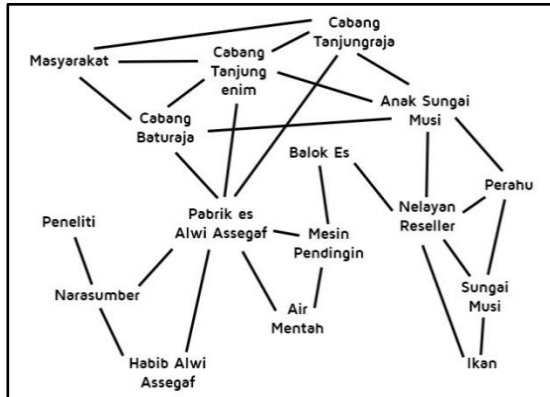 Cabang
Tanjungraja
Masyarakat
Cabang
Tanjung
enim
Anak Sungai
Musi
Cabang
Baturaja
Balok Es
Perahu
Peneliti
Pabrik es
Alwi Assegaf
Nelayan
Reseller
Mesin
Pendingin
Narasumber
Sungai
Musi
Air
Mentah
Habib Alwi
Assegaf
Ikan